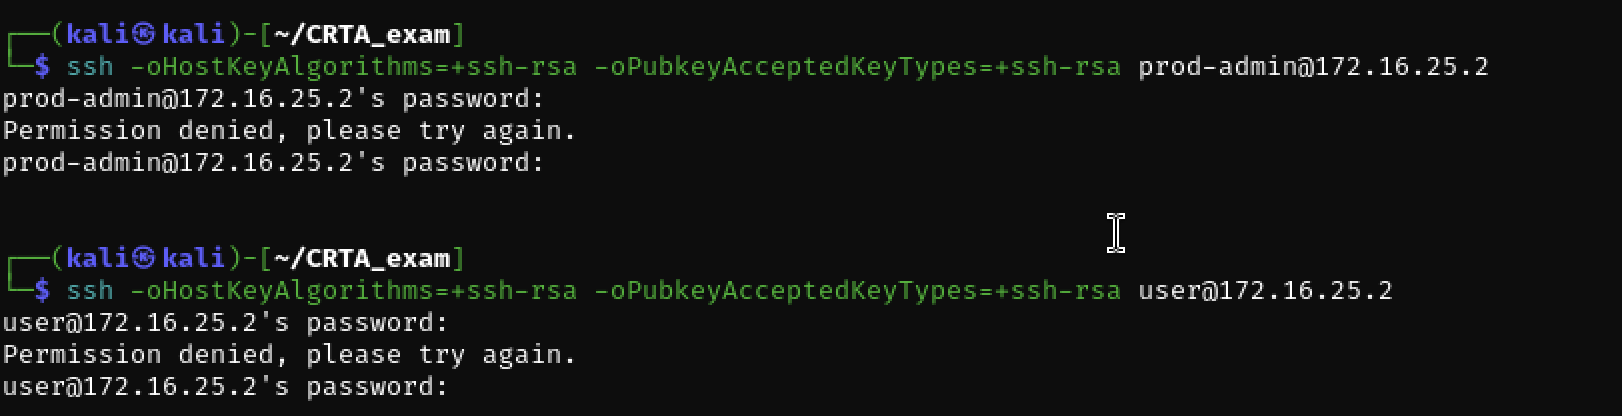 ┌──(kali㉿kali)-[~/CRTA_exam]
└─$ ssh -oHostKeyAlgorithms=+ssh-rsa -oPubkeyAcceptedKeyTypes=+ssh-rsa prod-admin@172.16.25.2
prod-admin@172.16.25.2's password:
Permission denied, please try again.
prod-admin@172.16.25.2's password:
┌──(kali㉿kali)-[~/CRTA_exam]
└─$ ssh -oHostKeyAlgorithms=+ssh-rsa -oPubkeyAcceptedKeyTypes=+ssh-rsa user@172.16.25.2
user@172.16.25.2's password:
Permission denied, please try again.
user@172.16.25.2's password: